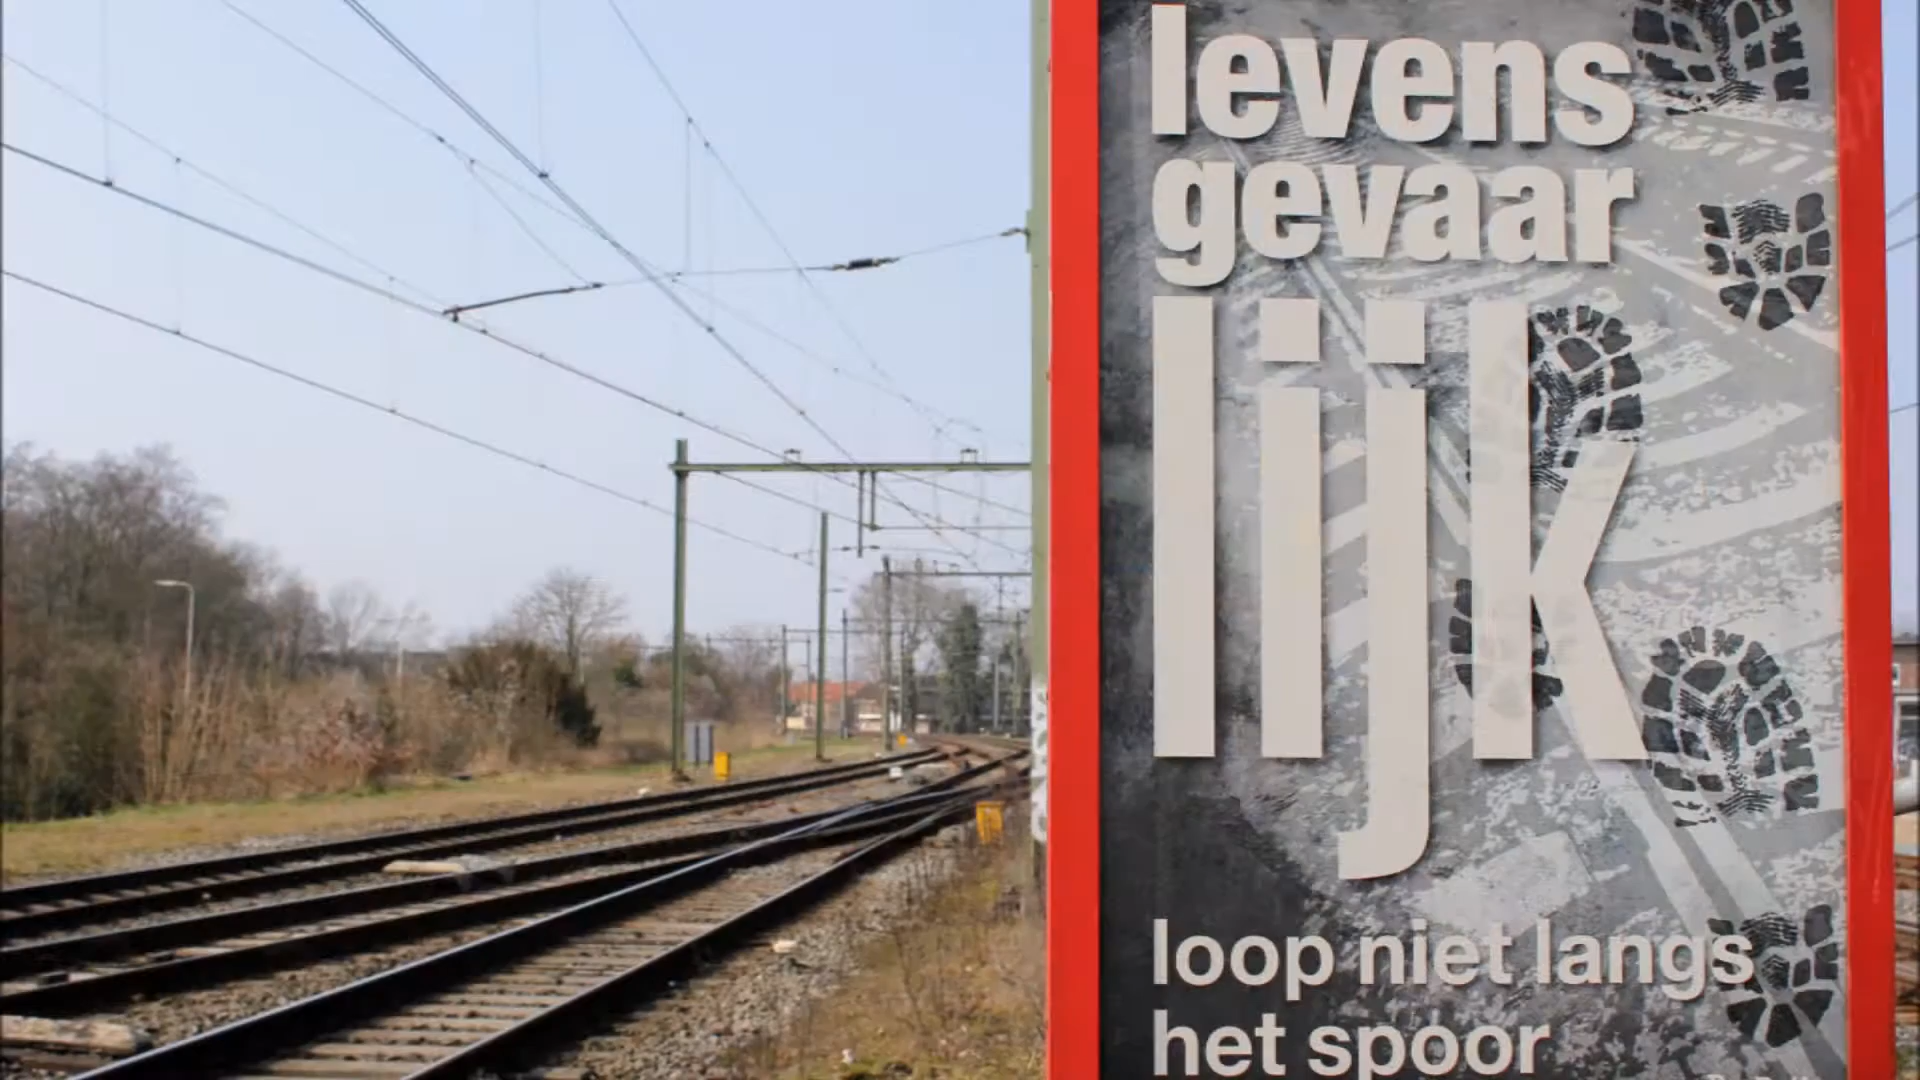 levens
gevaar
lijk
loop niet langs
het spoor